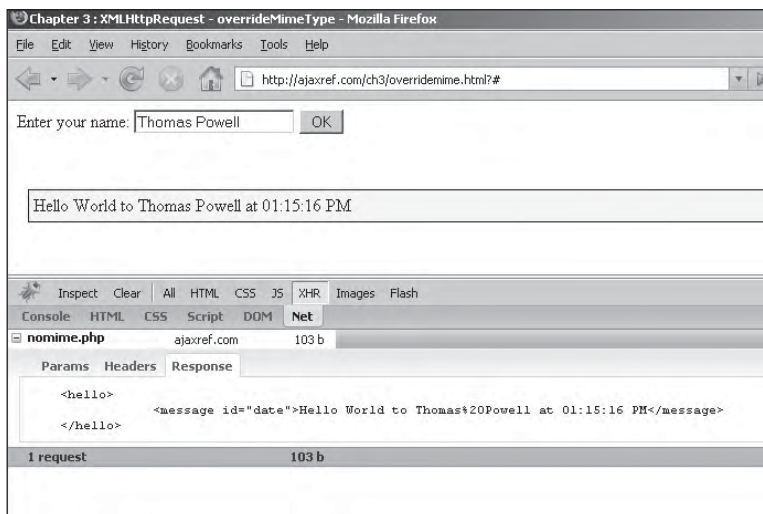 Chapter 3 : XMLHttpRequest - overrideMimeType - Mozilla Firefox
File Edit View History Bookmarks Tools Help
http://ajaxref.com/ch3/overridemime.html?#
Enter your name: Thomas Powell OK
Hello World to Thomas Powell at 01:15:16 PM
Inspect Clear All HTML CSS JS XHR Images Flash
Console HTML CSS Script DOM Net
nomime.php ajaxref.com 103 b
Params Headers Response
<hello>
<message id="date">Hello World to Thomas%20Powell at 01:15:16 PM</message>
</hello>
1 request 103 b